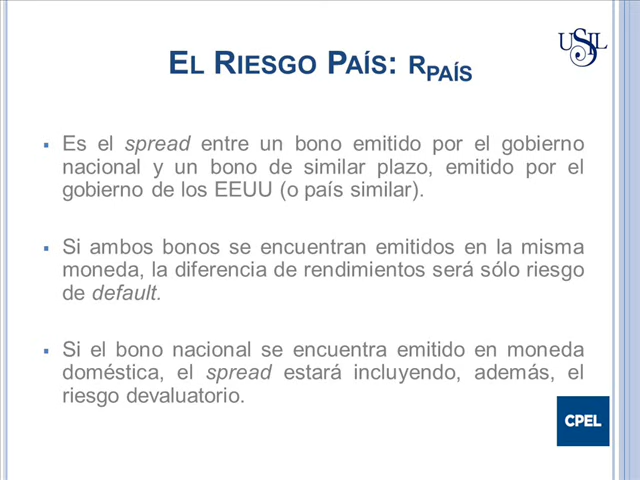 USIL
EL RIESGO PAÍS: RPAÍS
Es el spread entre un bono emitido por el gobierno
nacional y un bono de similar plazo, emitido por el
gobierno de los EEUU (o país similar).
Si ambos bonos se encuentran emitidos en la misma
moneda, la diferencia de rendimientos será sólo riesgo
de default.
Si el bono nacional se encuentra emitido en moneda
doméstica, el spread estará incluyendo, además, el
riesgo devaluatorio.
CPEL